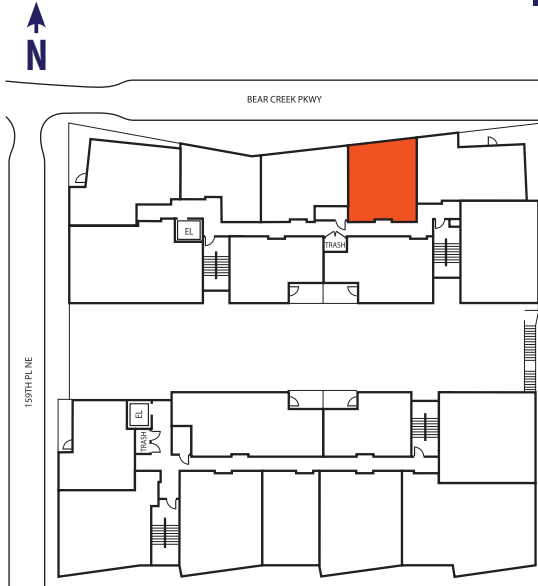 N
BEAR CREEK PKWY
EL
TRASH
159TH PL NE
EL
TRASH